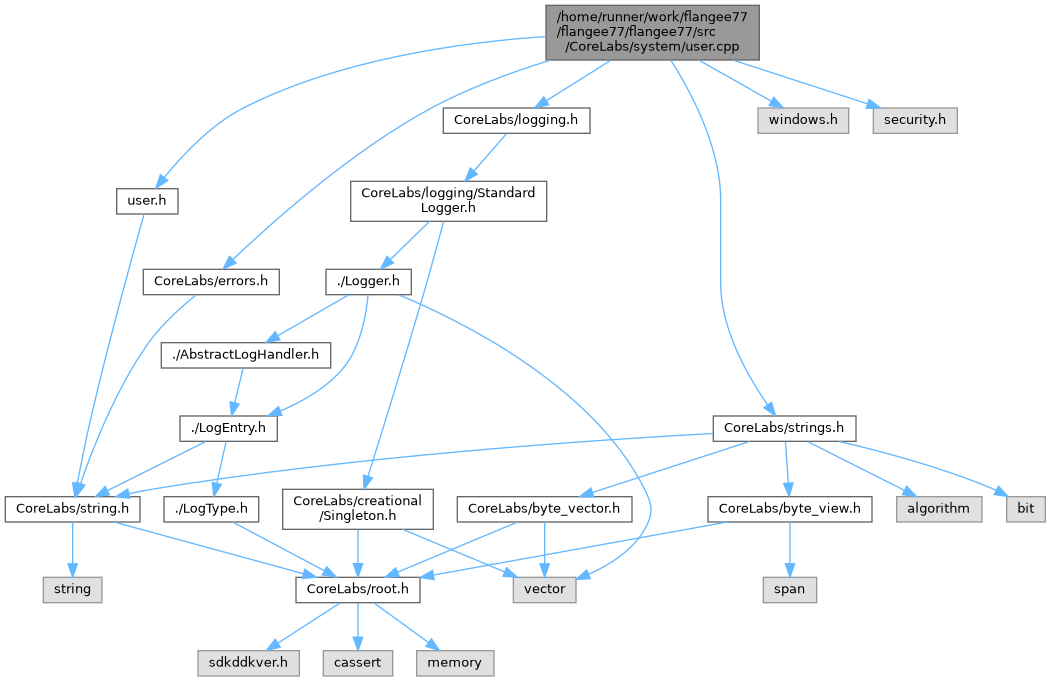 /home/runner/work/flangee77
/flangee77/flangee77/src
/CoreLabs/system/user.cpp
CoreLabs/logging.h
windows.h
security.h
user.h
CoreLabs/logging/Standard
Logger.h
CoreLabs/errors.h
./Logger.h
./AbstractLogHandler.h
./LogEntry.h
CoreLabs/strings.h
CoreLabs/string.h
./LogType.h
CoreLabs/creational
/Singleton.h
CoreLabs/byte_vector.h
CoreLabs/byte_view.h
algorithm
bit
string
CoreLabs/root.h
vector
span
sdkddkver.h
cassert
memory